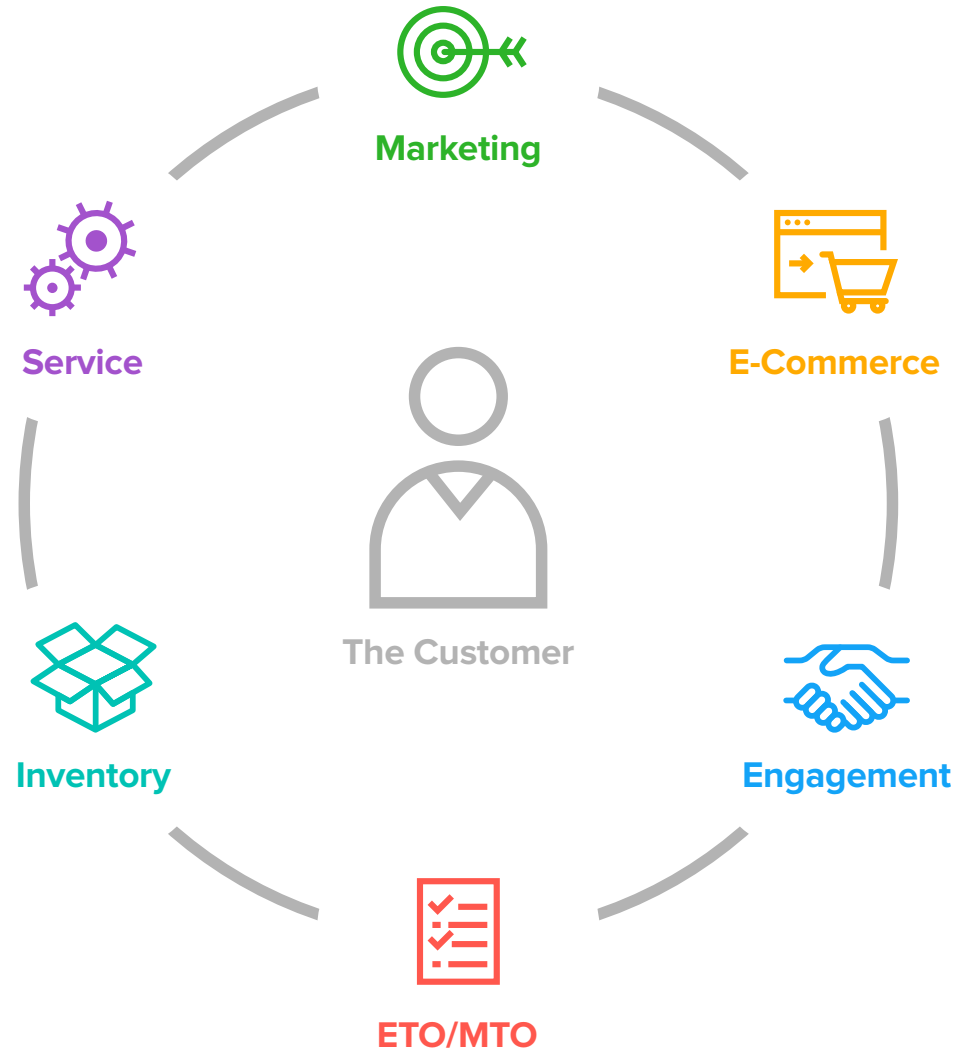 Marketing
Service
E-Commerce
The Customer
Inventory
Engagement
ETO/MTO